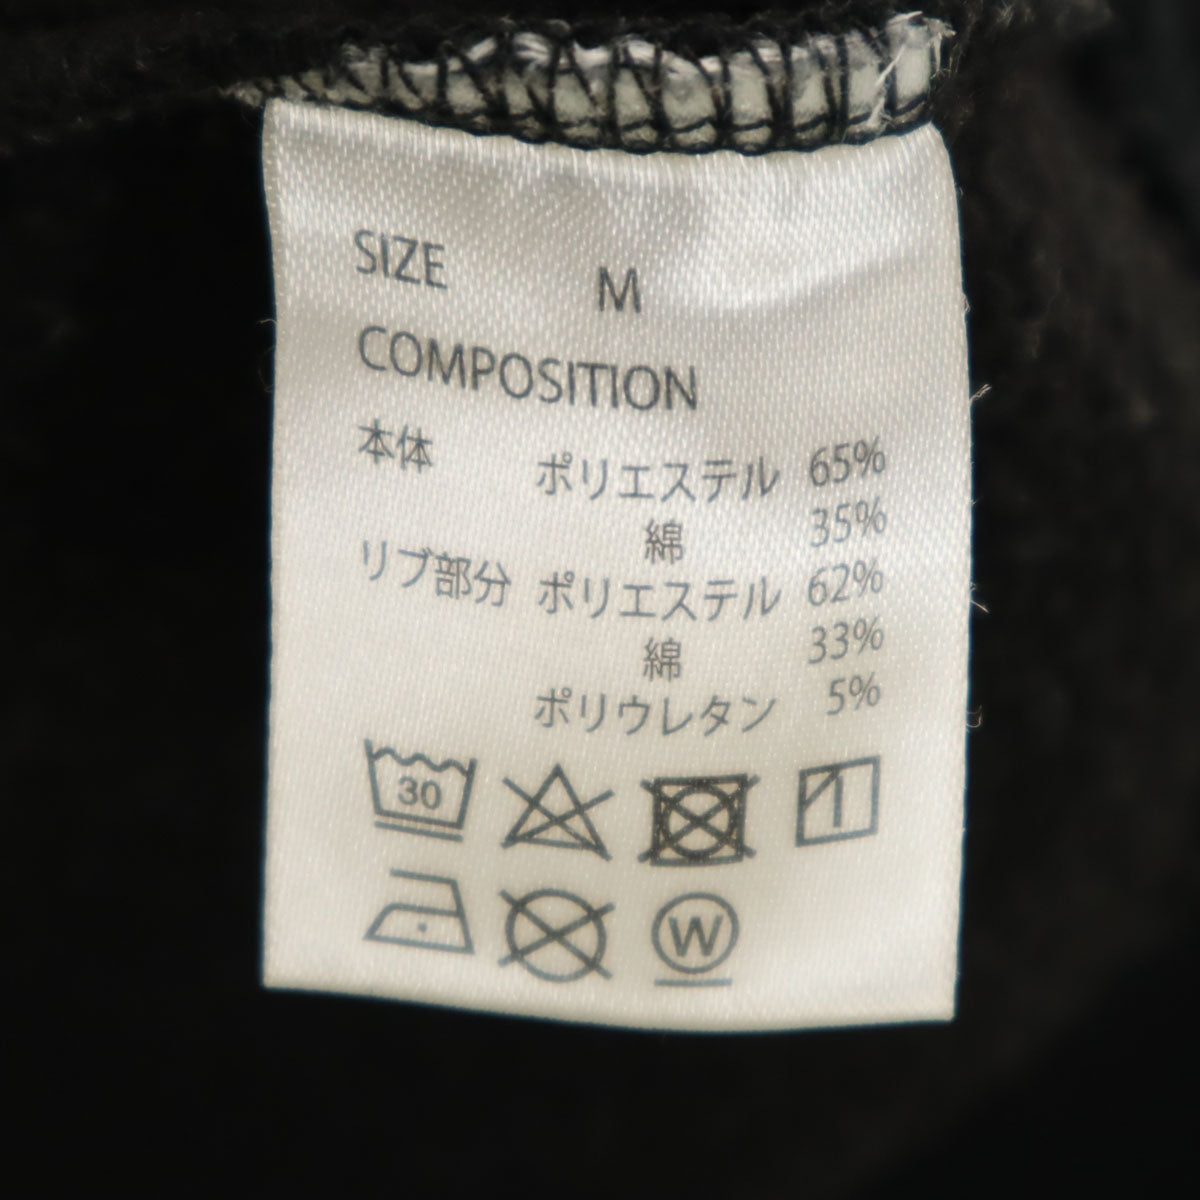 SIZE M
COMPOSITION
本体 ポリエステル 65%
綿 35%
リブ部分 ポリエステル 62%
綿 33%
ポリウレタン 5%
30
W